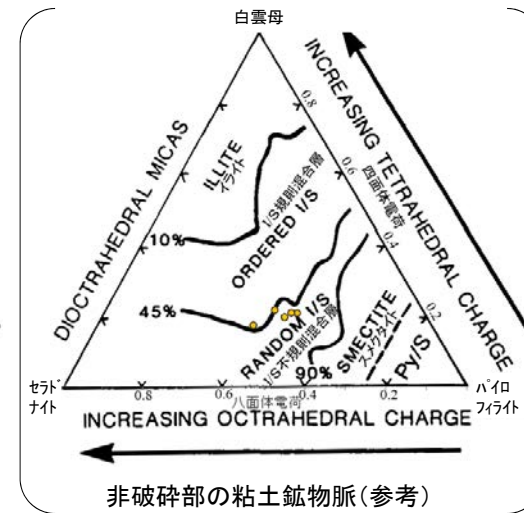 白雲母
INCREASING TETRAHEDRAL CHARGE
四面体電荷
DIOCTRAHEDRAL MICAS
0.8
0.6
0.4
0.2
ILLITE
イライト
I/S規則混合層
ORDERED I/S
10%
45%
RANDOM I/S
I/S不規則混合層
90%
SMECTITE
スメクタイト
Py/S
セラド
ナイト
0.8
0.6
八面体電荷
0.4
0.2
パイロ
フィライト
INCREASING OCTRAHEDRAL CHARGE
非破砕部の粘土鉱物脈(参考)